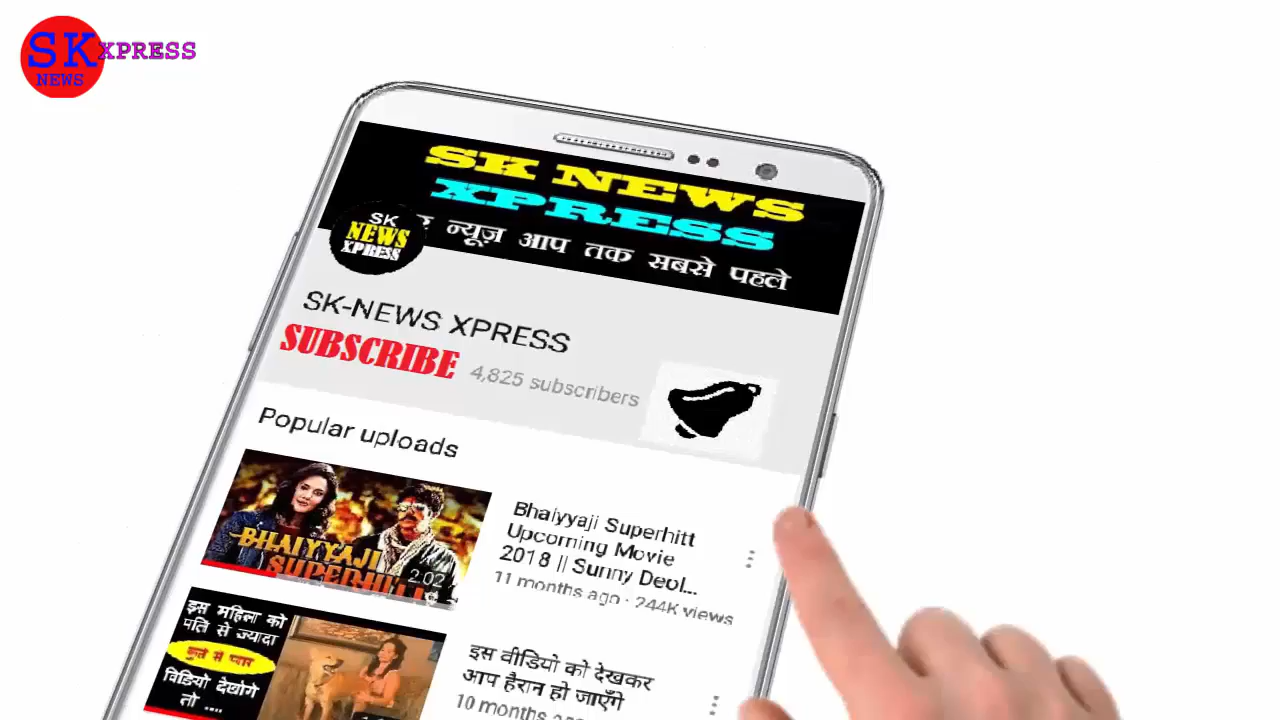 SK XPRESS
NEWS
SK NEWS
XPRESS
न्यूज़ आप तक सबसे पहले
SK
NEWS
XPRESS
SK-NEWS XPRESS
SUBSCRIBE 4,825 subscribers
Popular uploads
BHAIYYAJI
SUPERHITT
2:02
Bhaiyyaji Superhitt
Upcoming Movie
2018 || Sunny Deol...
11 months ago · 244K views
इस महिला को
पति से ज्यादा
कुत्ते से प्यार
विडियो देखोगे
तो ....
इस वीडियो को देखकर
आप हैरान हो जाएँगे
10 months